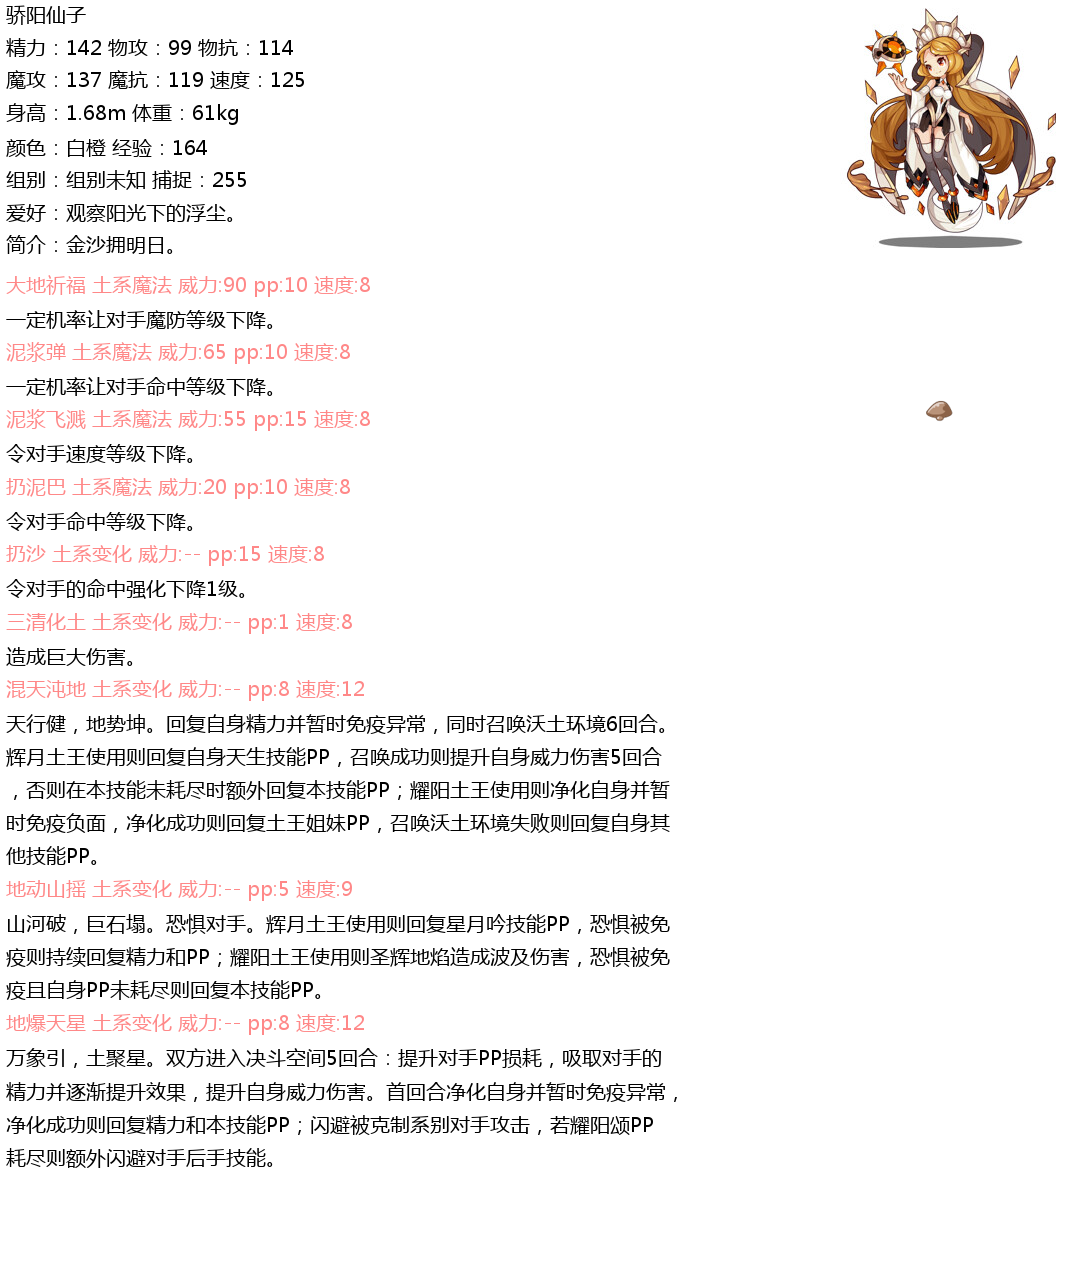 骄阳仙子
精力：142 物攻：99 物抗：114
魔攻：137 魔抗：119 速度：125
身高：1.68m 体重：61kg
颜色：白橙 经验：164
组别：组别未知 捕捉：255
爱好：观察阳光下的浮尘。
简介：金沙拥明日。
大地祈福 土系魔法 威力:90 pp:10 速度:8
一定机率让对手魔防等级下降。
泥浆弹 土系魔法 威力:65 pp:10 速度:8
一定机率让对手命中等级下降。
泥浆飞溅 土系魔法 威力:55 pp:15 速度:8
令对手速度等级下降。
扔泥巴 土系魔法 威力:20 pp:10 速度:8
令对手命中等级下降。
扔沙 土系变化 威力:-- pp:15 速度:8
令对手的命中强化下降1级。
三清化土 土系变化 威力:-- pp:1 速度:8
造成巨大伤害。
混天沌地 土系变化 威力:-- pp:8 速度:12
天行健，地势坤。回复自身精力并暂时免疫异常，同时召唤沃土环境6回合。
辉月土王使用则回复自身天生技能PP，召唤成功则提升自身威力伤害5回合
，否则在本技能未耗尽时额外回复本技能PP；耀阳土王使用则净化自身并暂
时免疫负面，净化成功则回复土王姐妹PP，召唤沃土环境失败则回复自身其
他技能PP。
地动山摇 土系变化 威力:-- pp:5 速度:9
山河破，巨石塌。恐惧对手。辉月土王使用则回复星月吟技能PP，恐惧被免
疫则持续回复精力和PP；耀阳土王使用则圣辉地焰造成波及伤害，恐惧被免
疫且自身PP未耗尽则回复本技能PP。
地爆天星 土系变化 威力:-- pp:8 速度:12
万象引，土聚星。双方进入决斗空间5回合：提升对手PP损耗，吸取对手的
精力并逐渐提升效果，提升自身威力伤害。首回合净化自身并暂时免疫异常，
净化成功则回复精力和本技能PP；闪避被克制系别对手攻击，若耀阳颂PP
耗尽则额外闪避对手后手技能。